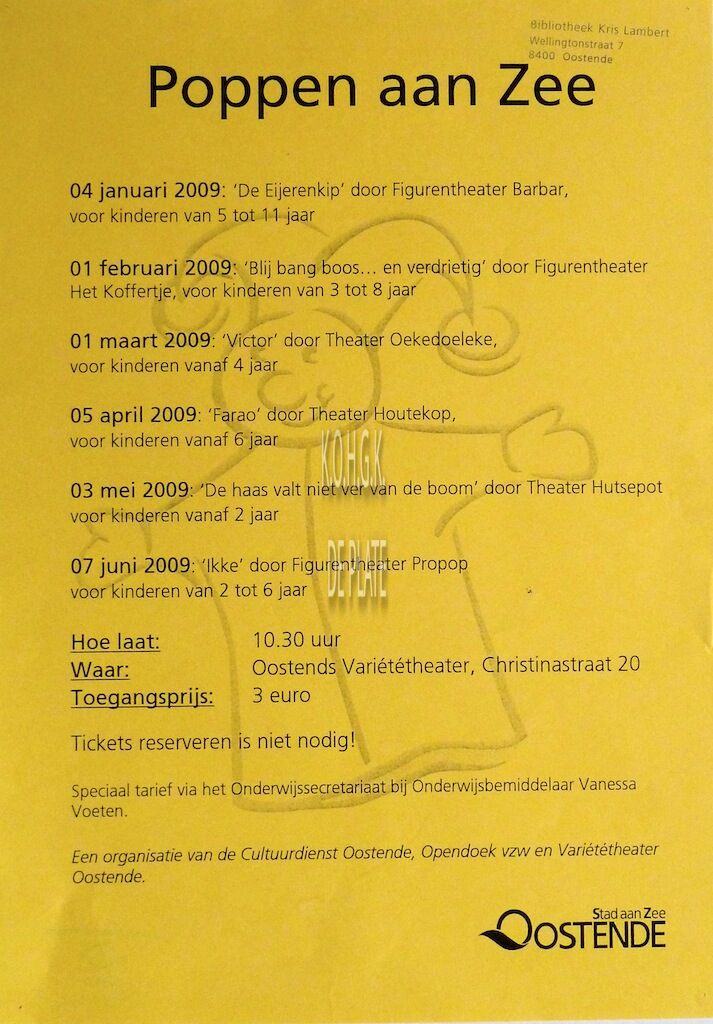 Bibliotheek Kris Lambert
Wellingtonstraat 7
8400 Oostende
Poppen aan Zee
04 januari 2009: ‘De Eijerenkip’ door Figurentheater Barbar,
voor kinderen van 5 tot 11 jaar
01 februari 2009: ‘Blij bang boos... en verdrietig’ door Figurentheater
Het Koffertje, voor kinderen van 3 tot 8 jaar
01 maart 2009: ‘Victor’ door Theater Oekedoeleke,
voor kinderen vanaf 4 jaar
05 april 2009: ‘Farao’ door Theater Houtekop,
voor kinderen vanaf 6 jaar
KOHGK
03 mei 2009: ‘De haas valt niet ver van de boom’ door Theater Hutsepot
voor kinderen vanaf 2 jaar
07 juni 2009: ‘Ikke’ door Figurentheater Propop
DE PLATE
voor kinderen van 2 tot 6 jaar
Hoe laat: 10.30 uur
Waar: Oostends Variététheater, Christinastraat 20
Toegangsprijs: 3 euro
Tickets reserveren is niet nodig!
Speciaal tarief via het Onderwijssecretariaat bij Onderwijsbemiddelaar Vanessa
Voeten.
Een organisatie van de Cultuurdienst Oostende, Opendoek vzw en Variététheater
Oostende.
Stad aan Zee
OOSTENDE